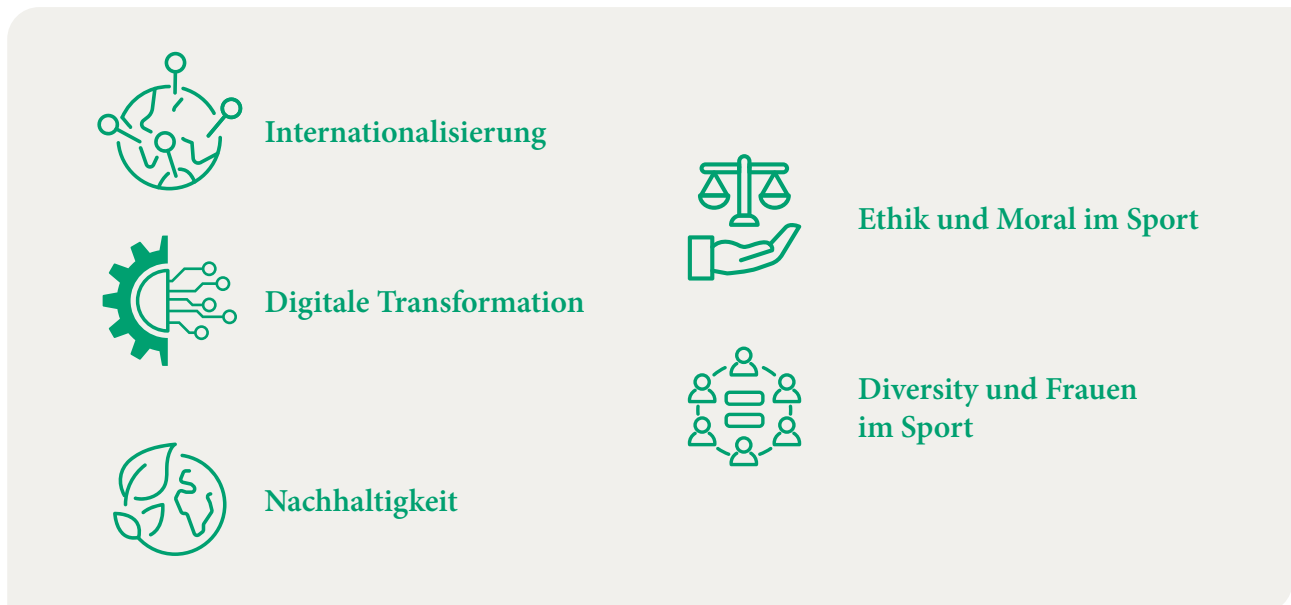 Internationalisierung
Digitale Transformation
Nachhaltigkeit
Ethik und Moral im Sport
Diversity und Frauen
im Sport